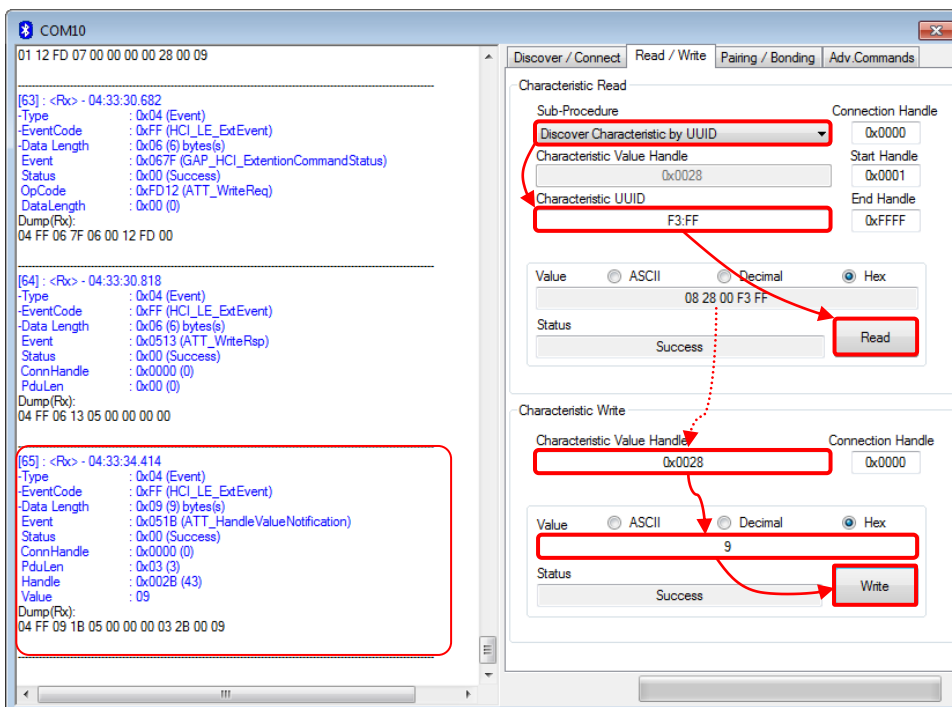 COM10
01 12 FD 07 00 00 00 00 28 00 09
[63] : <Rx> - 04:33:30.682
-Type : 0x04 (Event)
-EventCode : 0xFF (HCI_LE_ExtEvent)
-Data Length : 0x06 (6) bytes(s)
Event : 0x067F (GAP_HCI_ExtentionCommandStatus)
Status : 0x00 (Success)
OpCode : 0xFD12 (ATT_WriteReq)
DataLength : 0x00 (0)
Dump(Rx):
04 FF 06 7F 06 00 12 FD 00
[64] : <Rx> - 04:33:30.818
-Type : 0x04 (Event)
-EventCode : 0xFF (HCI_LE_ExtEvent)
-Data Length : 0x06 (6) bytes(s)
Event : 0x0513 (ATT_WriteRsp)
Status : 0x00 (Success)
ConnHandle : 0x0000 (0)
PduLen : 0x00 (0)
Dump(Rx):
04 FF 06 13 05 00 00 00 00
[65] : <Rx> - 04:33:34.414
-Type : 0x04 (Event)
-EventCode : 0xFF (HCI_LE_ExtEvent)
-Data Length : 0x09 (9) bytes(s)
Event : 0x051B (ATT_HandleValueNotification)
Status : 0x00 (Success)
ConnHandle : 0x0000 (0)
PduLen : 0x03 (3)
Handle : 0x002B (43)
Value : 09
Dump(Rx):
04 FF 09 1B 05 00 00 00 03 2B 00 09
Discover / Connect Read / Write Pairing / Bonding Adv.Commands
Characteristic Read
Sub-Procedure Connection Handle
Discover Characteristic by UUID 0x0000
Characteristic Value Handle Start Handle
0x0028 0x0001
Characteristic UUID End Handle
F3:FF 0xFFFF
Value ASCII Decimal Hex
08 28 00 F3 FF
Status
Success Read
Characteristic Write
Characteristic Value Handle Connection Handle
0x0028 0x0000
Value ASCII Decimal Hex
9
Status
Success Write